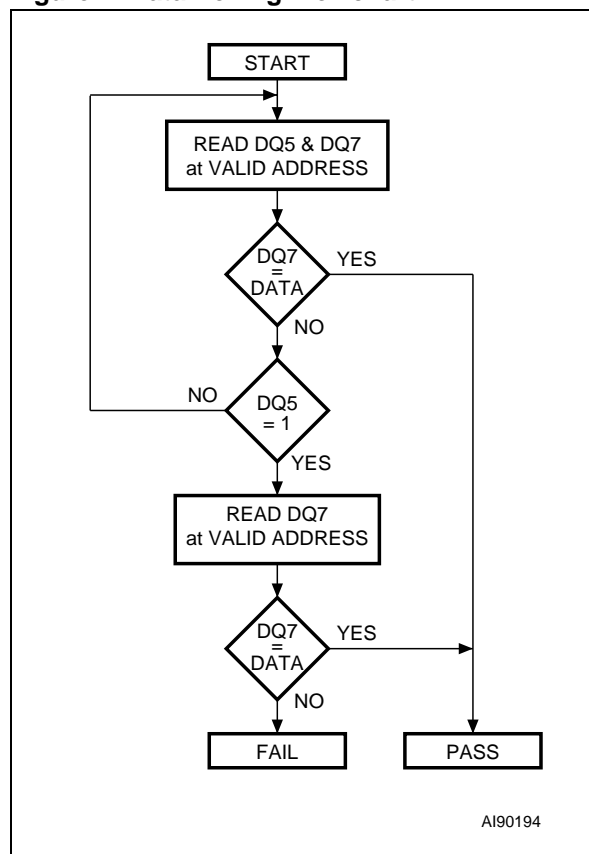 START
READ DQ5 & DQ7
at VALID ADDRESS
DQ7
=
DATA
YES
NO
NO
DQ5
= 1
YES
READ DQ7
at VALID ADDRESS
DQ7
=
DATA
YES
NO
FAIL
PASS
AI90194